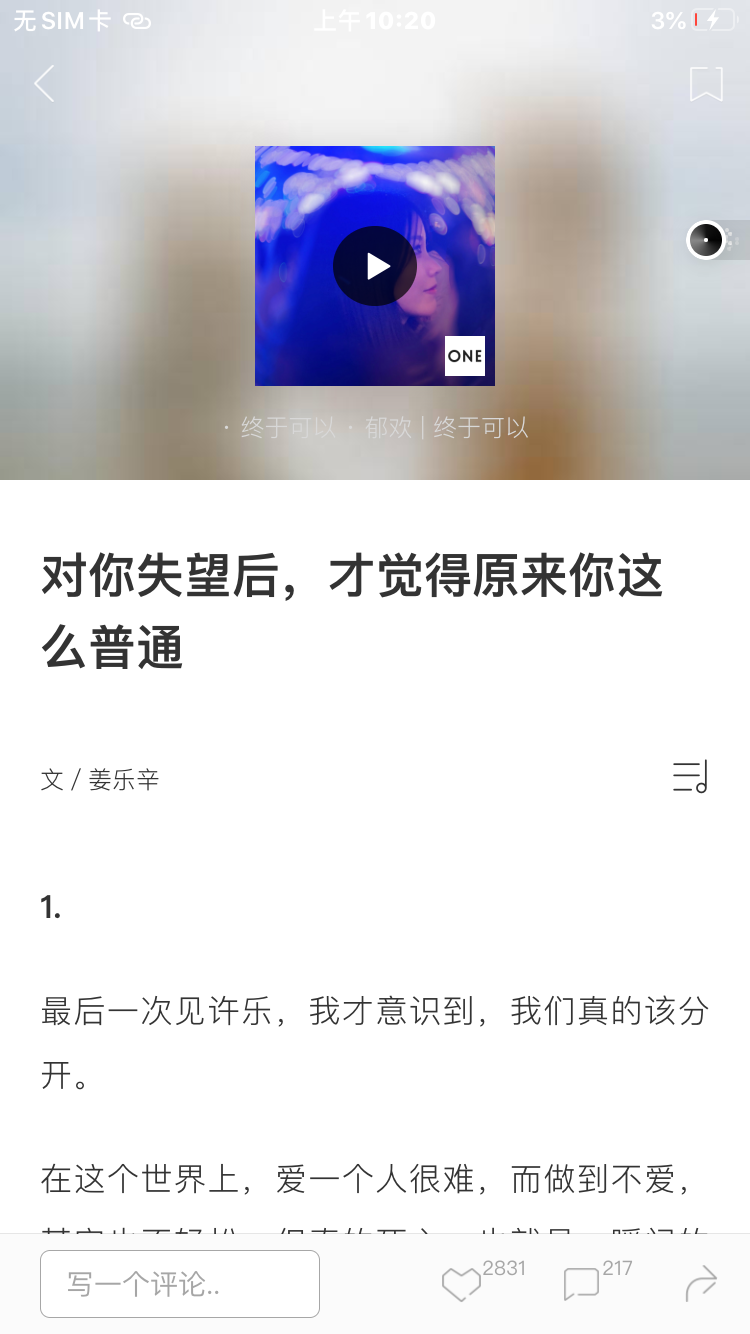 无SIM卡
上午10:20
3%
ONE
· 终于可以 · 郁欢 | 终于可以
对你失望后，才觉得原来你这
么普通
文 / 姜乐辛
1.
最后一次见许乐，我才意识到，我们真的该分
开。
在这个世界上，爱一个人很难，而做到不爱，
写一个评论..
2831
217